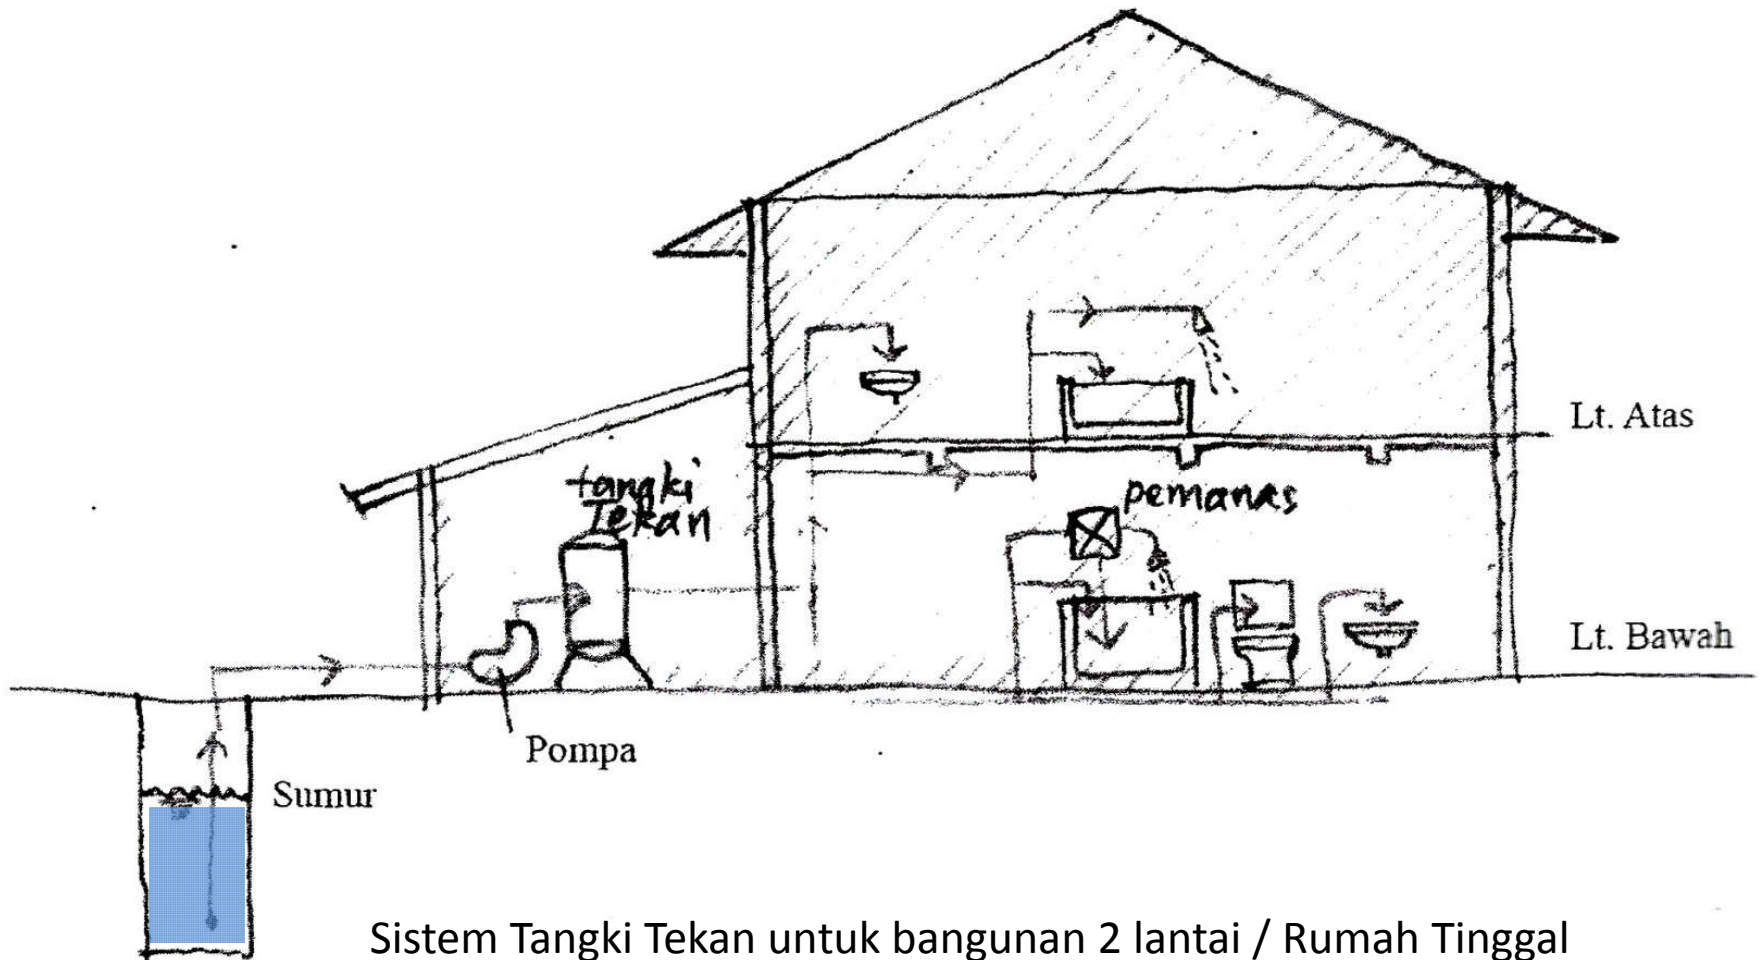 Lt. Atas
tangki
Tekan
pemanas
Lt. Bawah
Pompa
Sumur
Sistem Tangki Tekan untuk bangunan 2 lantai / Rumah Tinggal